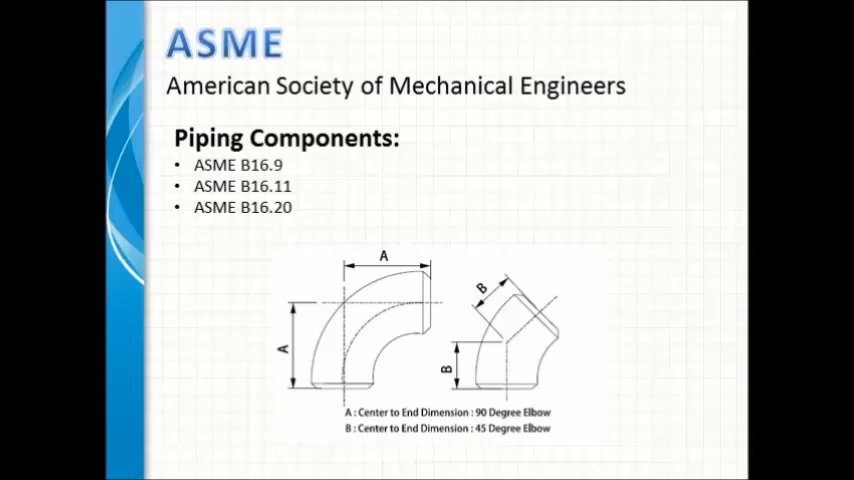 ASME
American Society of Mechanical Engineers
Piping Components:
• ASME B16.9
• ASME B16.11
• ASME B16.20
A
B
A
B
A : Center to End Dimension : 90 Degree Elbow
B : Center to End Dimension : 45 Degree Elbow